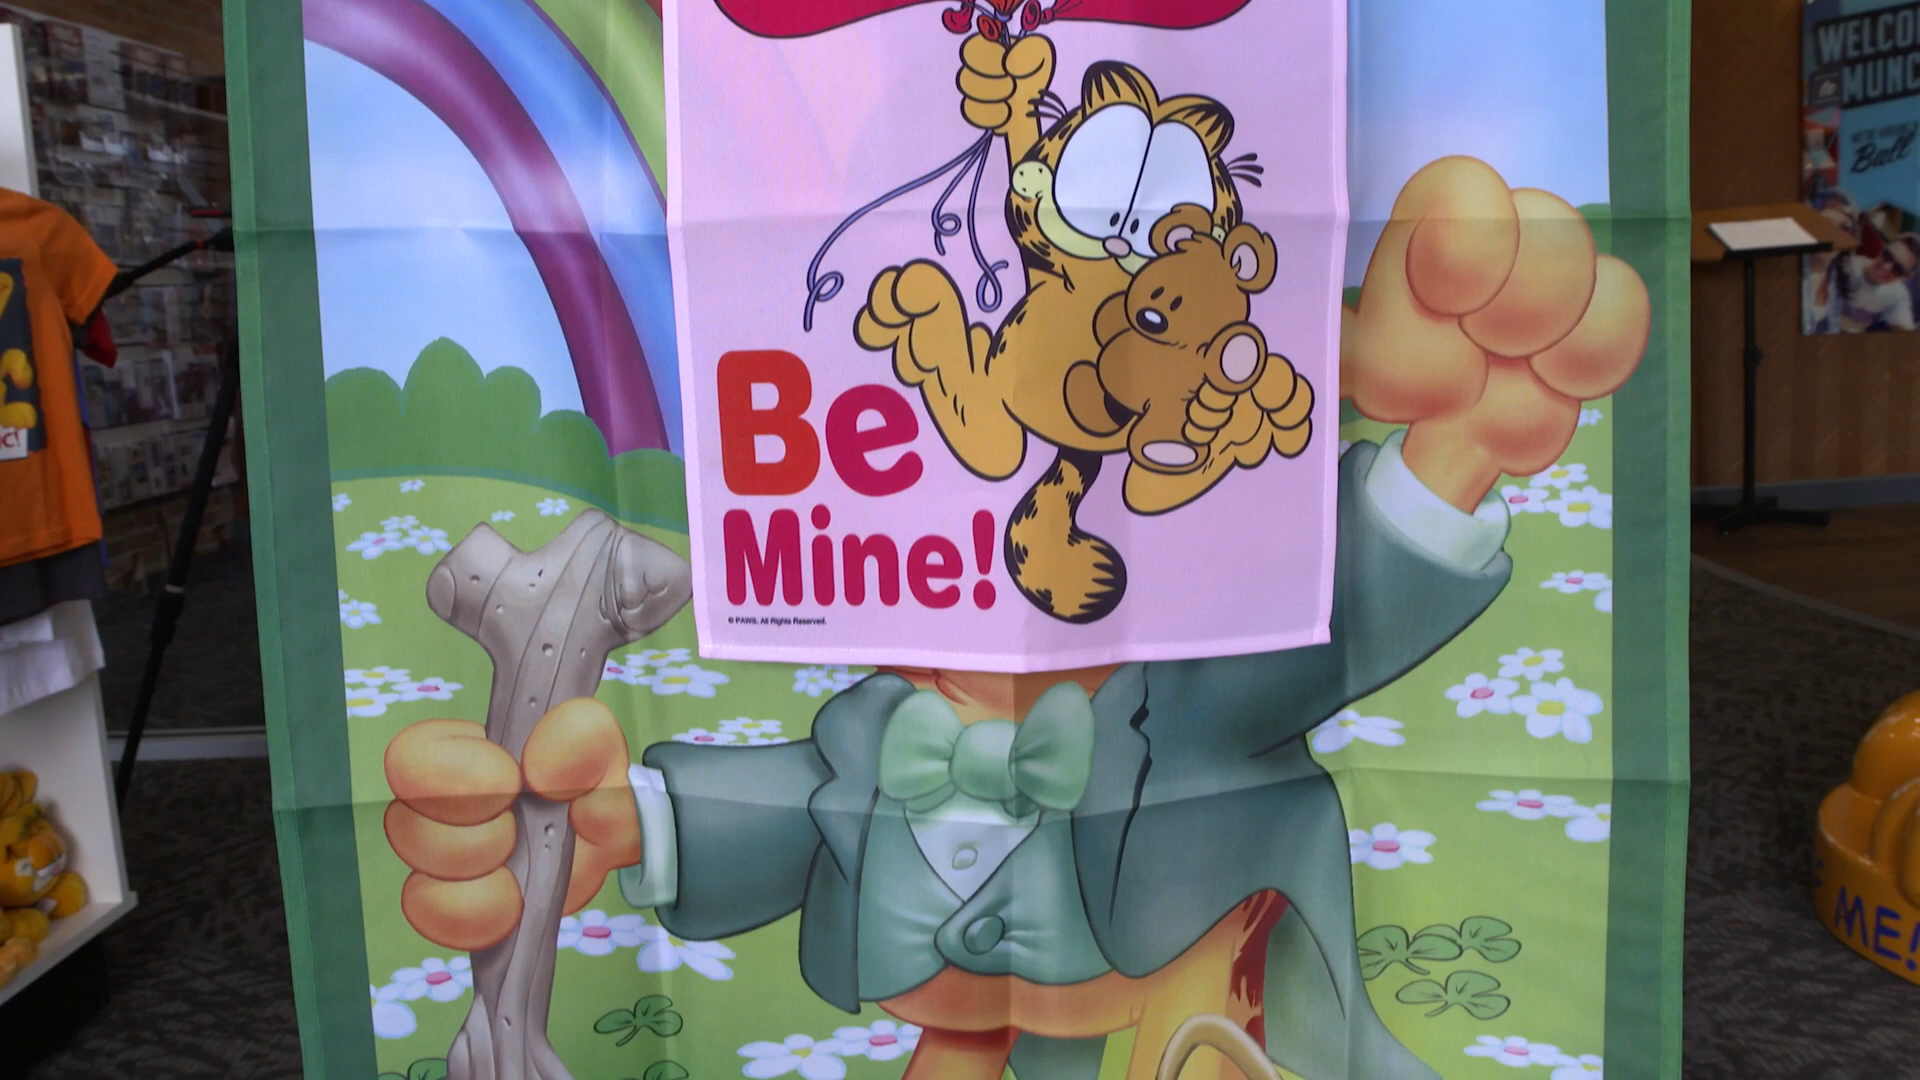 WELCO
MUNC
Ball
Be
Mine!
© PAWS. All Rights Reserved.
ME!
C!